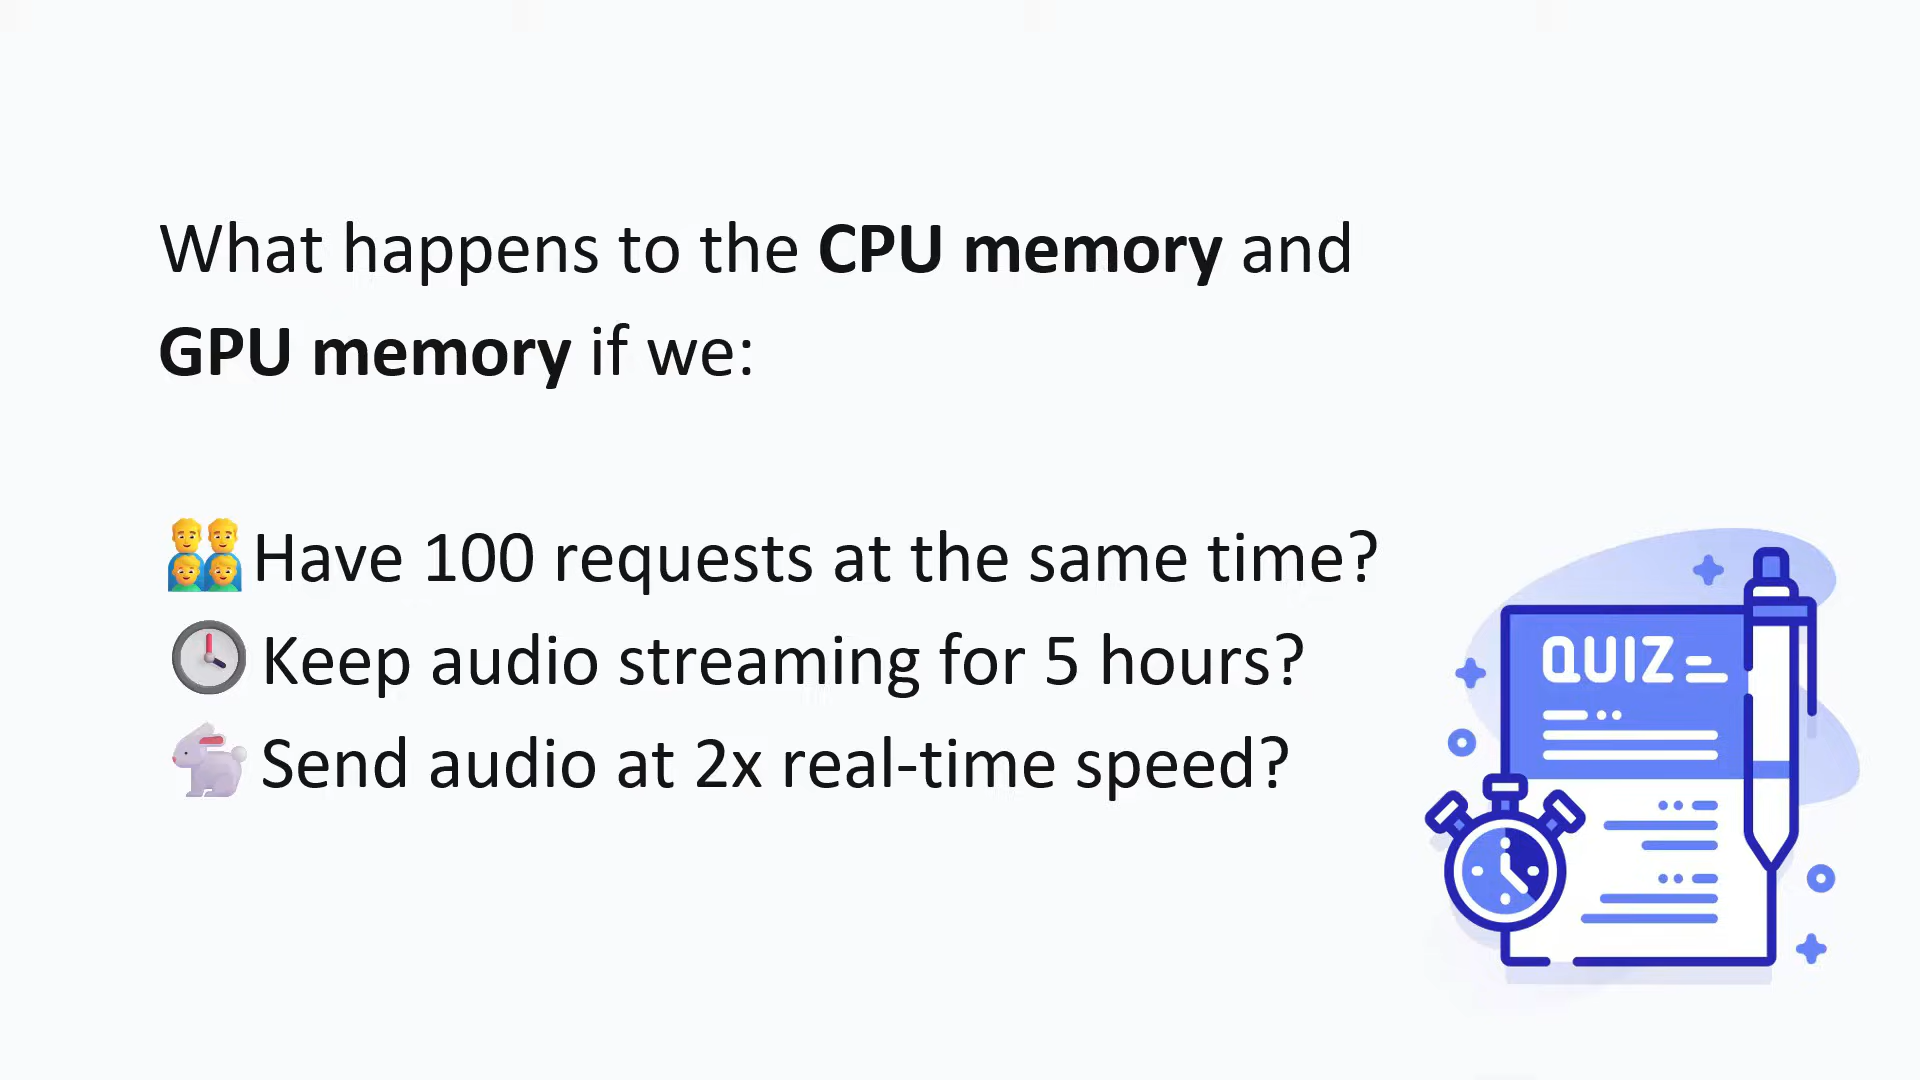 What happens to the CPU memory and
GPU memory if we:
Have 100 requests at the same time?
Keep audio streaming for 5 hours?
Send audio at 2x real-time speed?
QUIZ